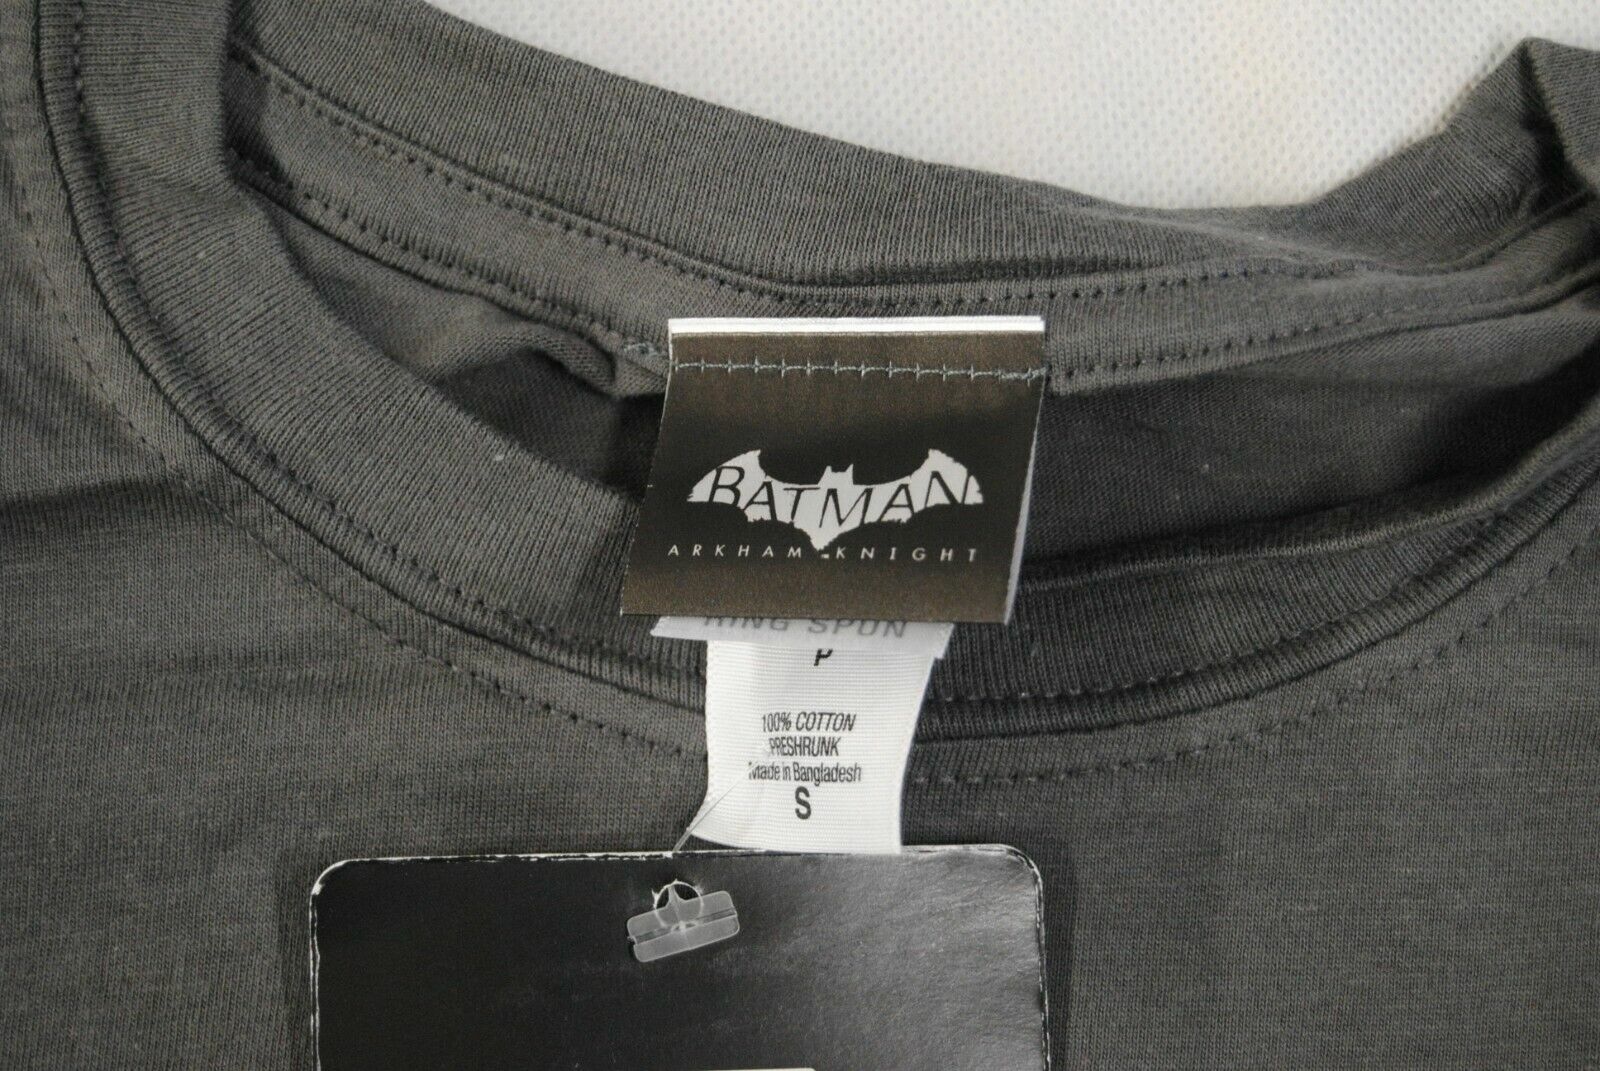 BATMAN
ARKHAM KNIGHT
RING SPUN
P
100% COTTON
PRESHRUNK
Made in Bangladesh
S